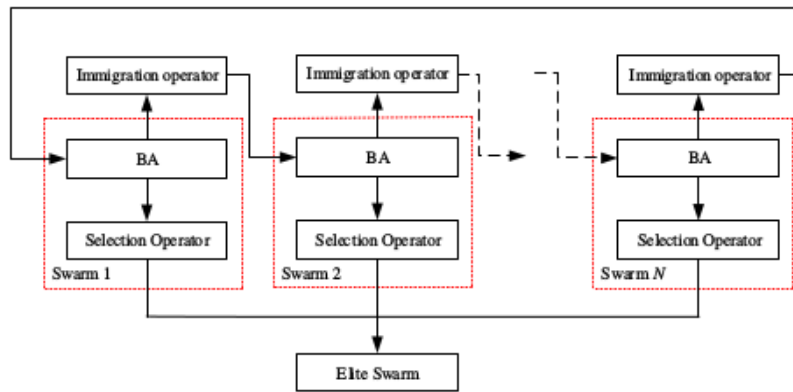 Immigration operator
Immigration operator
Immigration operator
BA
BA
BA
Selection Operator
Selection Operator
Selection Operator
Swarm 1
Swarm 2
Swarm N
Elite Swarm